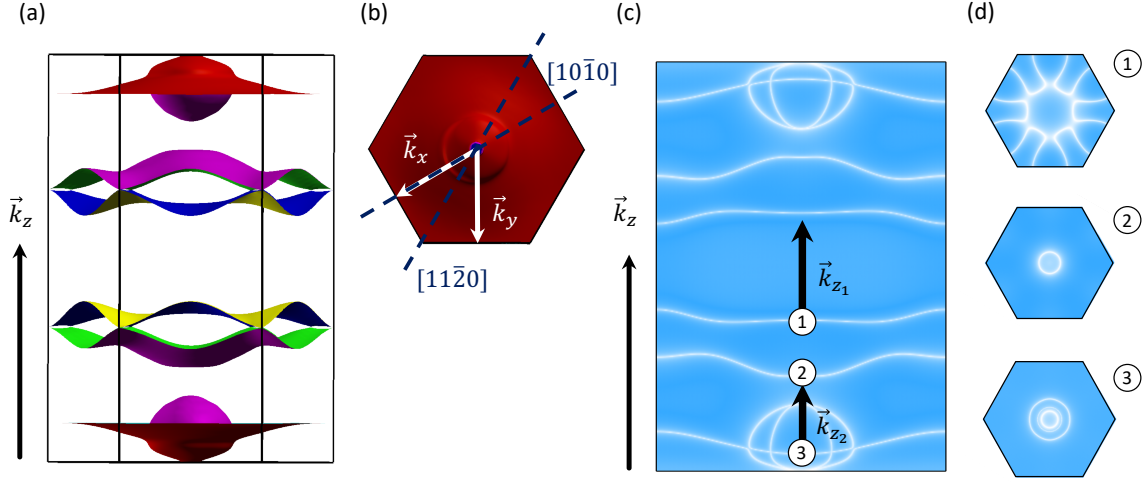 (a)
(b)
(c)
(d)
[101̄0]
k⃗x
k⃗y
[112̄0]
k⃗z
k⃗z
k⃗z1
k⃗z2
1
2
3
1
2
3